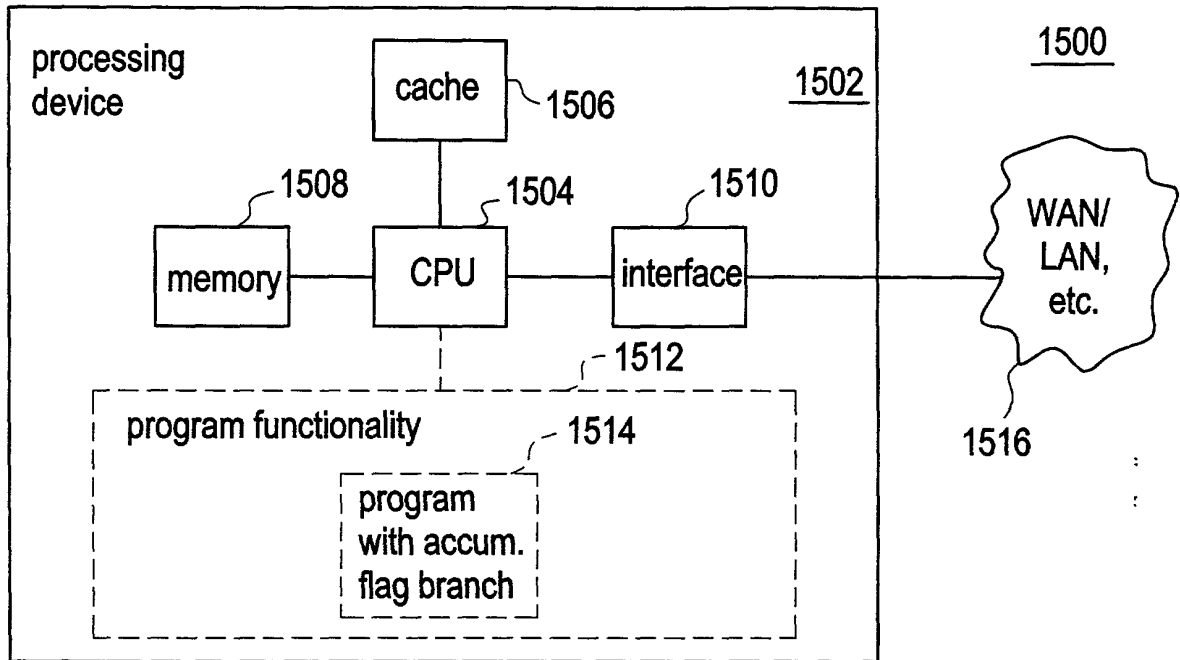 processing
device
cache
1506
1502
1500
1508
1504
1510
memory
CPU
interface
WAN/
LAN,
etc.
1512
program functionality
1514
1516
program
with accum.
flag branch